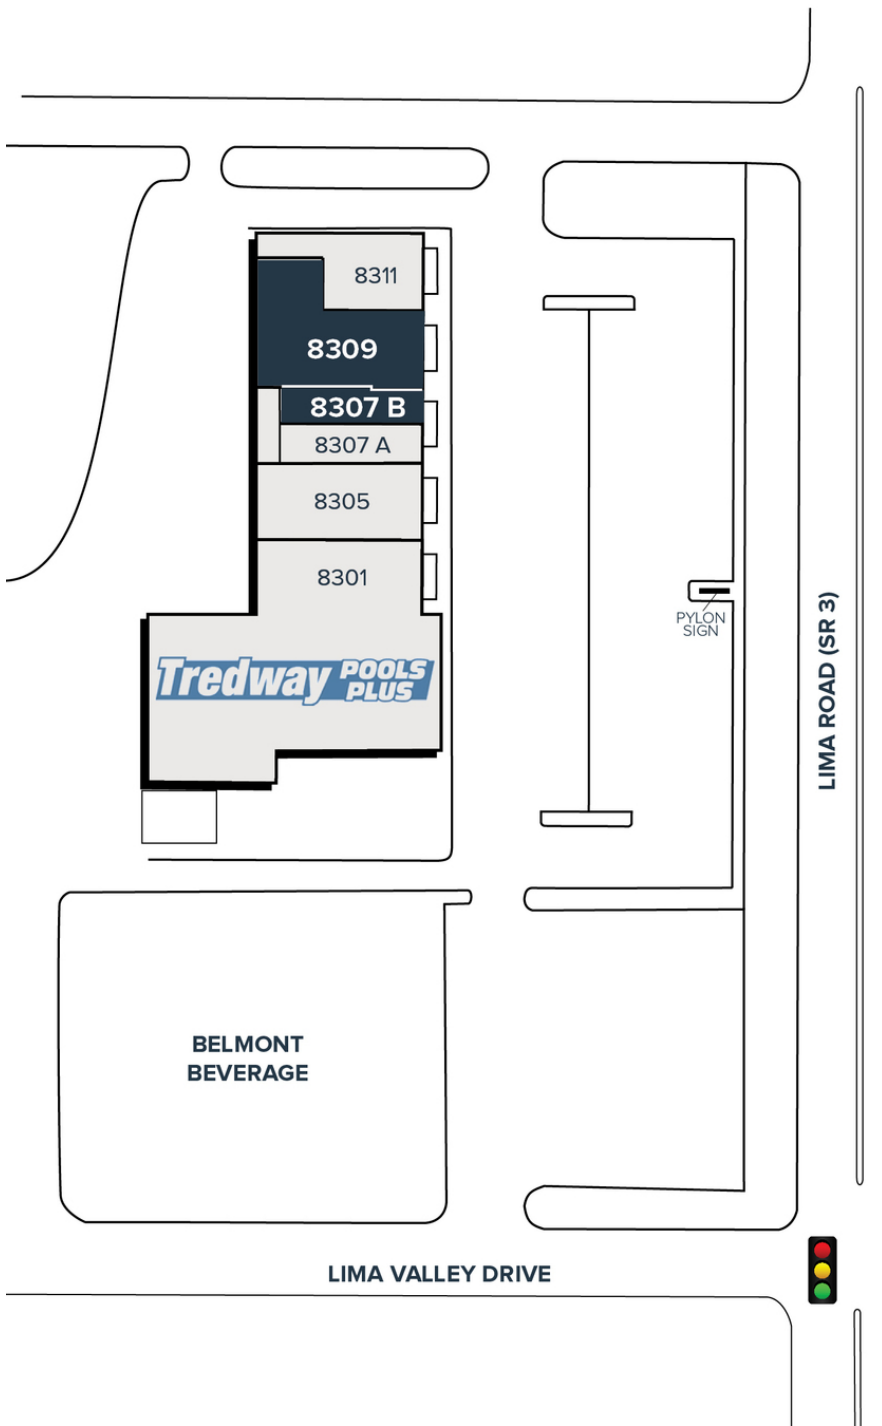 8311
8309
8307 B
8307 A
8305
8301
Tredway POOLS
PLUS
PYLON
SIGN
LIMA ROAD (SR 3)
BELMONT
BEVERAGE
LIMA VALLEY DRIVE